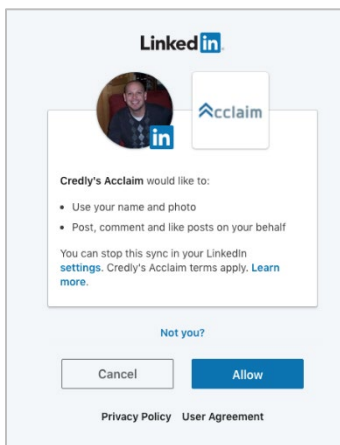 Linked in
in
Acclaim
Credly's Acclaim would like to:
• Use your name and photo
• Post, comment and like posts on your behalf
You can stop this sync in your LinkedIn
settings. Credly's Acclaim terms apply. Learn
more.
Not you?
Cancel
Allow
Privacy Policy User Agreement